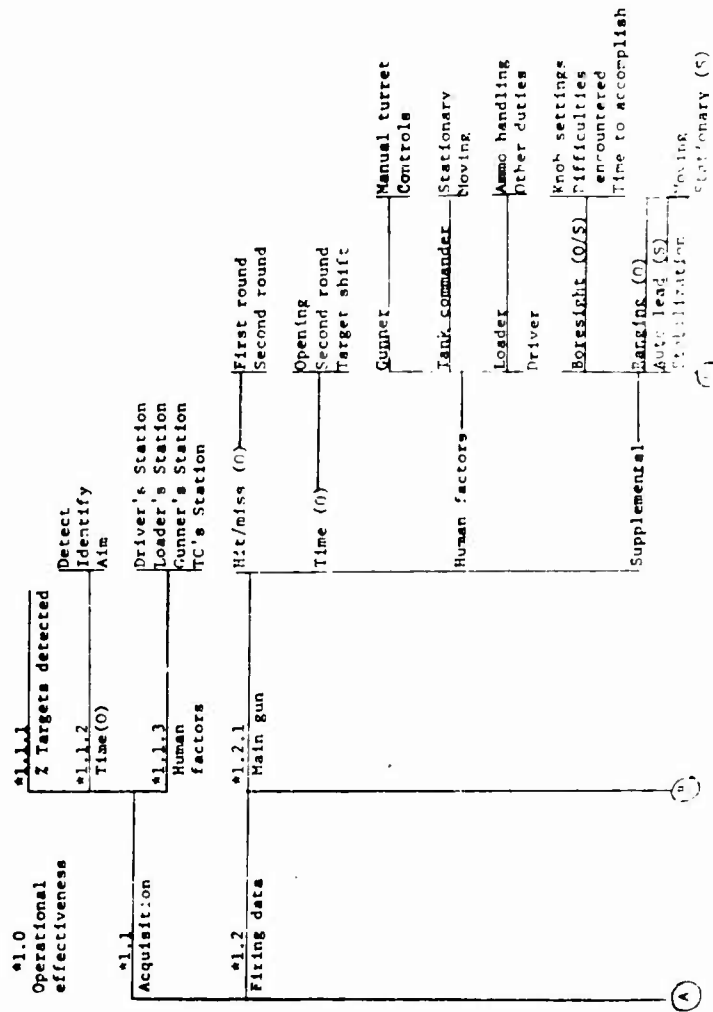 *1.0
Operational
effectiveness
*1.1
Acquisition
*1.1.1
% Targets detected
*1.1.2
Time(O)
Detect
Identify
Aim
*1.1.3
Human
factors
Driver's Station
Loader's Station
Gunner's Station
TC's Station
*1.2
Firing data
*1.2.1
Main gun
Hit/miss (O)
First round
Second round
Time (O)
Opening
Second round
Target shift
Human factors
Gunner
Manual turret
Controls
Tank commander
Stationary
Moving
Loader
Ammo handling
Other duties
Driver
Supplemental
Boresight (O/S)
Knob settings
Difficulties
encountered
Time to accomplish
Ranging (O)
Auto lead (S)
Stabilization
Moving
Stationary (S)
A